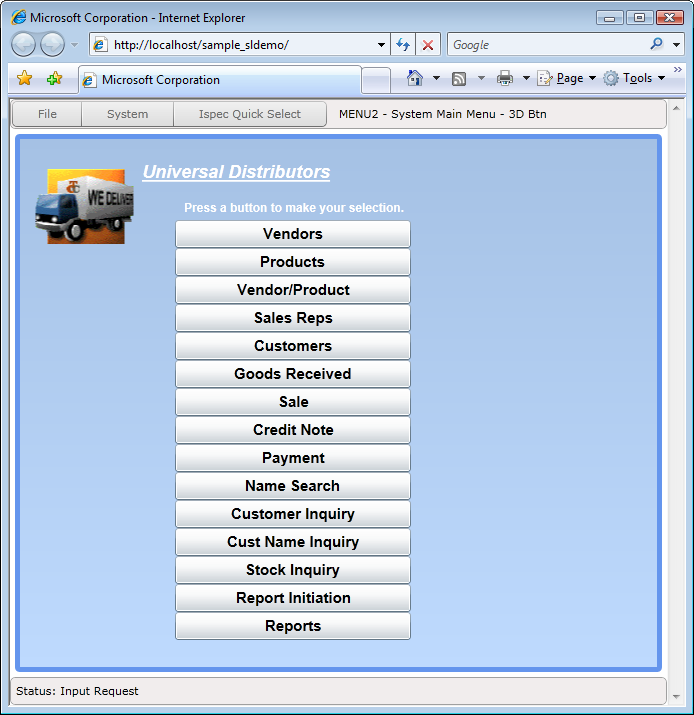 Microsoft Corporation - Internet Explorer
http://localhost/sample_sldemo/ Google
Microsoft Corporation Page Tools
File System Ispec Quick Select MENU2 - System Main Menu - 3D Btn
Universal Distributors
WE DELIVER
Press a button to make your selection.
Vendors
Products
Vendor/Product
Sales Reps
Customers
Goods Received
Sale
Credit Note
Payment
Name Search
Customer Inquiry
Cust Name Inquiry
Stock Inquiry
Report Initiation
Reports
Status: Input Request